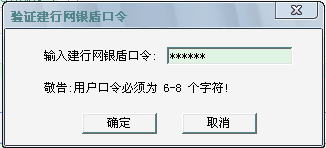 验证建行网银盾口令
输入建行网银盾口令: ******
敬告:用户口令必须为 6-8 个字符!
确定 取消